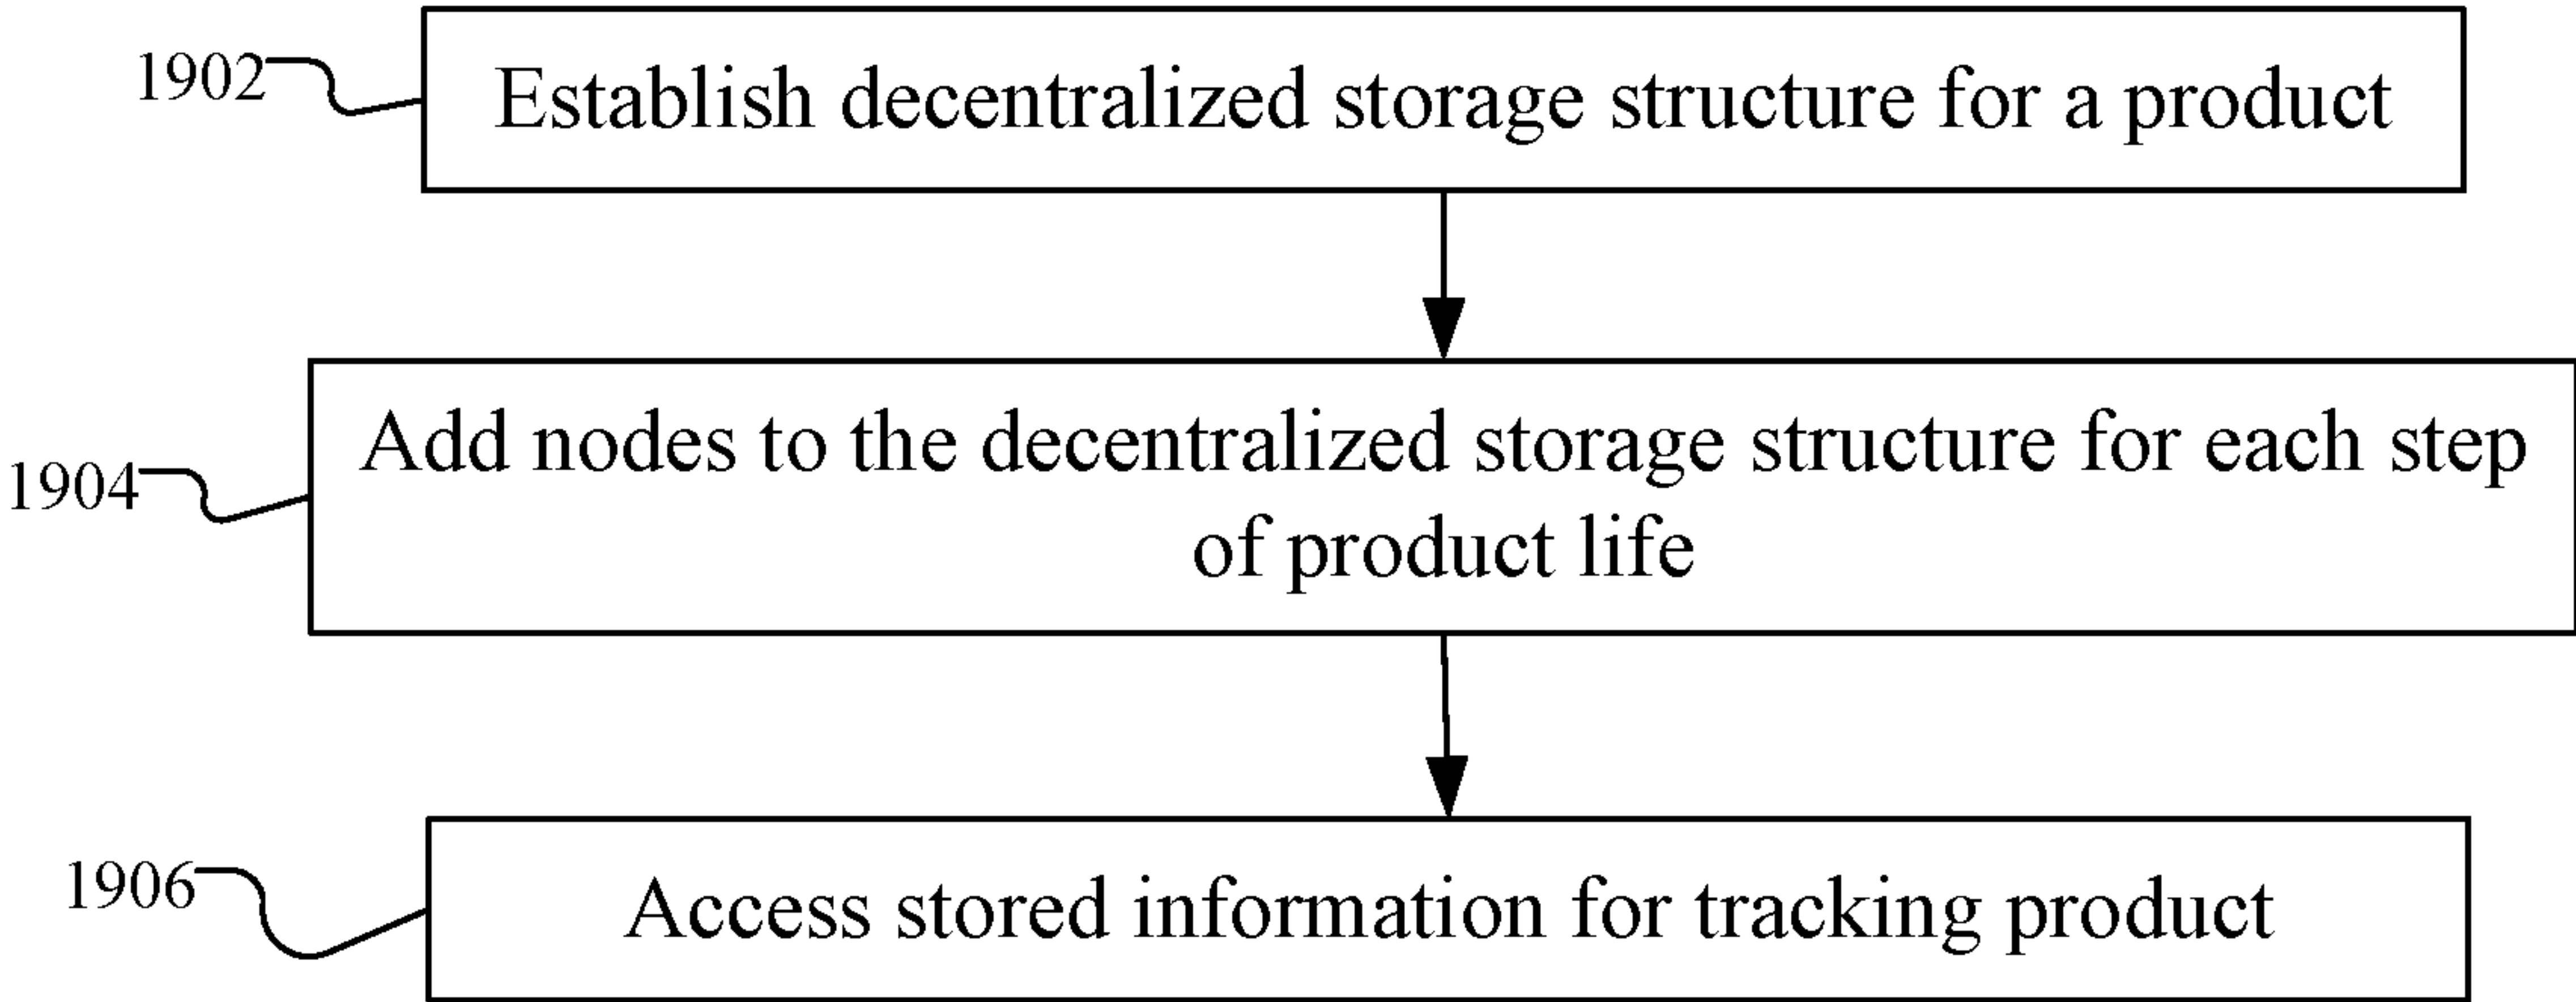 1902
Establish decentralized storage structure for a product
1904
Add nodes to the decentralized storage structure for each step
of product life
1906
Access stored information for tracking product